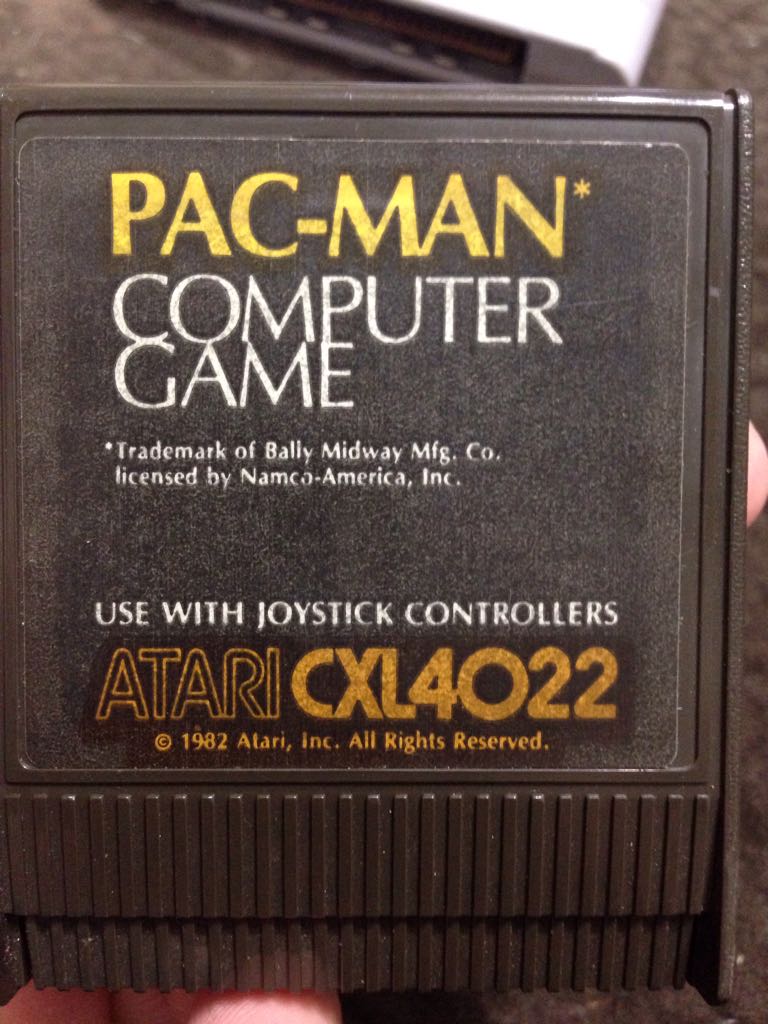 PAC-MAN*
COMPUTER
GAME
*Trademark of Bally Midway Mfg. Co.
licensed by Namco-America, Inc.
USE WITH JOYSTICK CONTROLLERS
ATARI CXL4022
© 1982 Atari, Inc. All Rights Reserved.